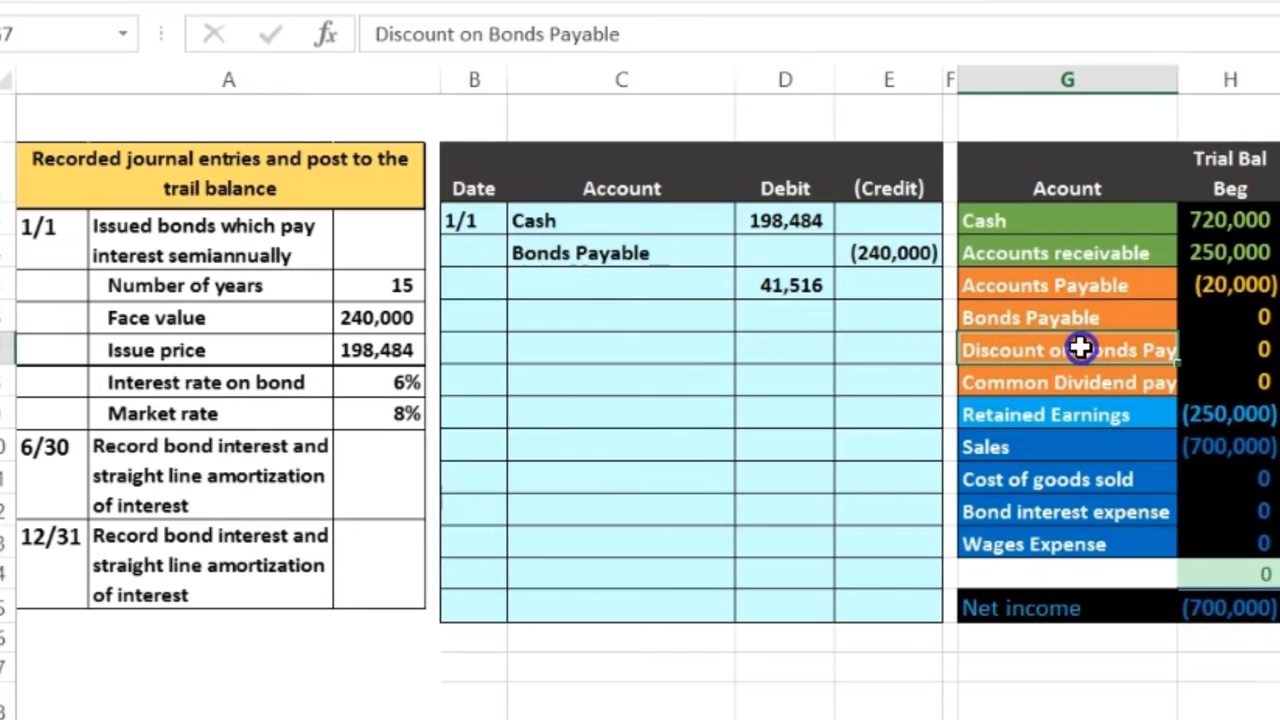 G7 fx Discount on Bonds Payable
A B C D E F G H
Recorded journal entries and post to the
trail balance
1/1 Issued bonds which pay
interest semiannually
Number of years 15
Face value 240,000
Issue price 198,484
Interest rate on bond 6%
Market rate 8%
6/30 Record bond interest and
straight line amortization
of interest
12/31 Record bond interest and
straight line amortization
of interest
Date Account Debit (Credit)
1/1 Cash 198,484
Bonds Payable (240,000)
41,516
Trial Bal
Acount Beg
Cash 720,000
Accounts receivable 250,000
Accounts Payable (20,000)
Bonds Payable 0
Discount on Bonds Pay 0
Common Dividend pay 0
Retained Earnings (250,000)
Sales (700,000)
Cost of goods sold 0
Bond interest expense 0
Wages Expense 0
0
Net income (700,000)